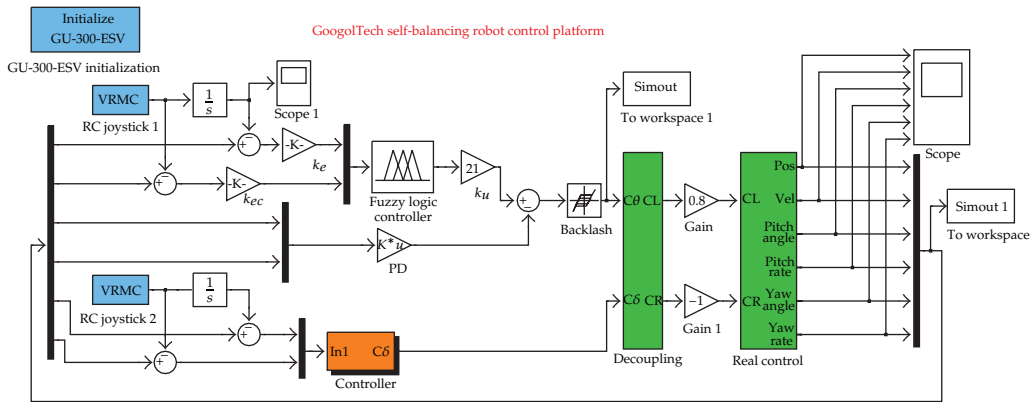 Initialize
GU-300-ESV
GoogolTech self-balancing robot control platform
GU-300-ESV initialization
VRMC
1
s
Scope 1
RC joystick 1
+
−
-K-
k_e
+
−
-K-
k_ec
Fuzzy logic
controller
21
k_u
+
−
Backlash
Simout
To workspace 1
K* u
PD
Cθ CL
Cδ CR
Decoupling
0.8
Gain
−1
Gain 1
CL
CR
Pos
Vel
Pitch
angle
Pitch
rate
Yaw
angle
Yaw
rate
Real control
Scope
Simout 1
To workspace
VRMC
1
s
RC joystick 2
+
−
+
−
In1 Cδ
Controller